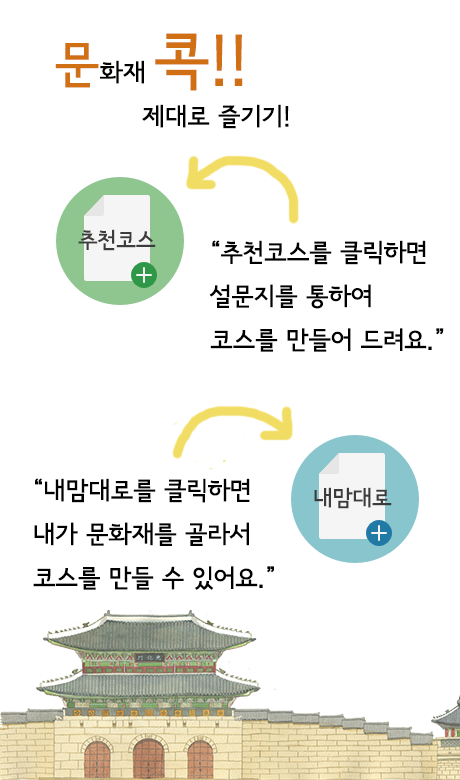 문화재 콕!!
제대로 즐기기!
추천코스
“추천코스를 클릭하면
설문지를 통하여
코스를 만들어 드려요.”
“내맘대로를 클릭하면
내가 문화재를 골라서
코스를 만들 수 있어요.”
내맘대로